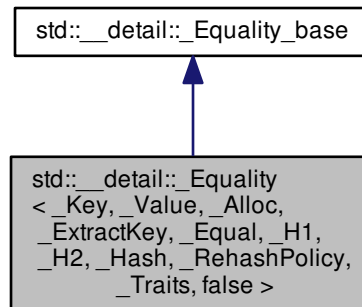 std::__detail::_Equality_base
std::__detail::_Equality
< _Key, _Value, _Alloc,
_ExtractKey, _Equal, _H1,
_H2, _Hash, _RehashPolicy,
_Traits, false >